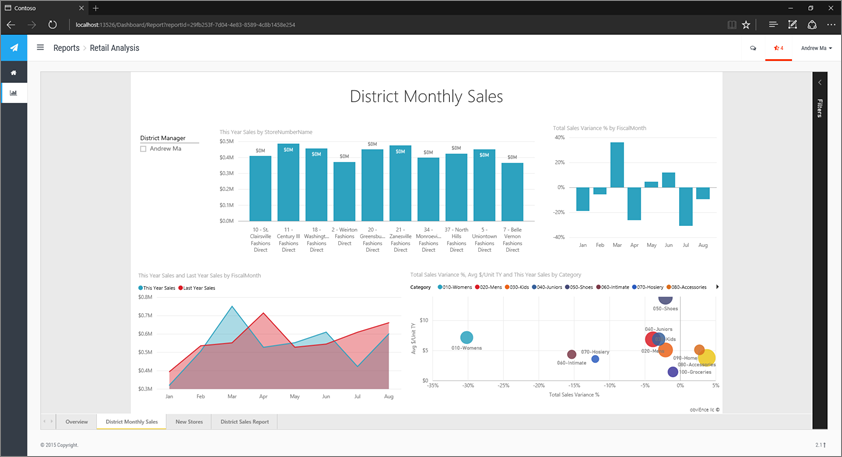 Contoso
localhost:13526/Dashboard/Report?reportId=29fb253f-7d04-4e83-8589-4c8b1458e254
Reports > Retail Analysis
4
Andrew Ma
District Monthly Sales
District Manager
Andrew Ma
This Year Sales by StoreNumberName
$0.5M
$0.4M
$0.3M
$0.2M
$0.1M
$0.0M
$0M $0M $0M $0M $0M $0M $0M $0M $0M $0M
10 - St. Clairsville Fashions Direct
11 - Century III Fashions Direct
18 - Washingt... Fashions Direct
2 - Weirton Fashions Direct
20 - Greensbu... Fashions Direct
21 - Zanesville Fashions Direct
34 - Monroevi... Fashions Direct
37 - North Hills Fashions Direct
5 - Uniontown Fashions Direct
7 - Belle Vernon Fashions Direct
Total Sales Variance % by FiscalMonth
40%
20%
0%
-20%
-40%
Jan Feb Mar Apr May Jun Jul Aug
Filters
This Year Sales and Last Year Sales by FiscalMonth
This Year Sales Last Year Sales
$0.8M
$0.7M
$0.6M
$0.5M
$0.4M
$0.3M
Jan Feb Mar Apr May Jun Jul Aug
Total Sales Variance %, Avg $/Unit TY and This Year Sales by Category
Category 010-Womens 020-Mens 030-Kids 040-Juniors 050-Shoes 060-Intimate 070-Hosiery 080-Accessories
Avg $/Unit TY
$10
$5
$0
050-Shoes
040-Juniors
Kids
010-Womens
020-Mens
070-Hosiery
060-Intimate
090-Home
080-Accessories
100-Groceries
-35% -30% -25% -20% -15% -10% -5% 0% 5%
Total Sales Variance %
obviEnce llc ©
Overview
District Monthly Sales
New Stores
District Sales Report
© 2015 Copyright.
2.1